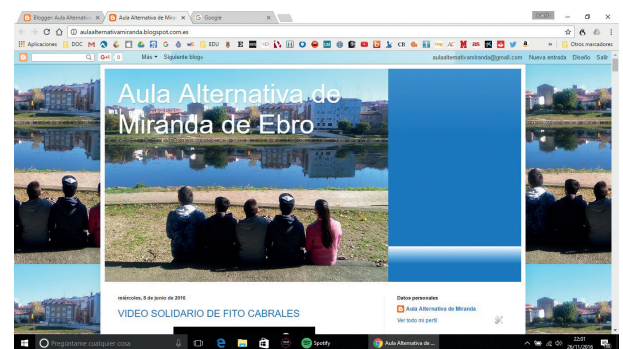 Blogger: Aula Alternativ
Aula Alternativa de Mira
Google
aulaalternativamiranda.blogspot.com.es
Aplicaciones
DOC
EDU
CB
Otros marcadores
G+1
0
Más
Siguiente blog»
aulaalternativamiranda@gmail.com
Nueva entrada
Diseño
Salir
Aula Alternativa de
Miranda de Ebro
miércoles, 8 de junio de 2016
VIDEO SOLIDARIO DE FITO CABRALES
Datos personales
Aula Alternativa de Miranda
Ver todo mi perfil
Pregúntame cualquier cosa
Spotify
Aula Alternativa de ...
22:01
26/11/2016